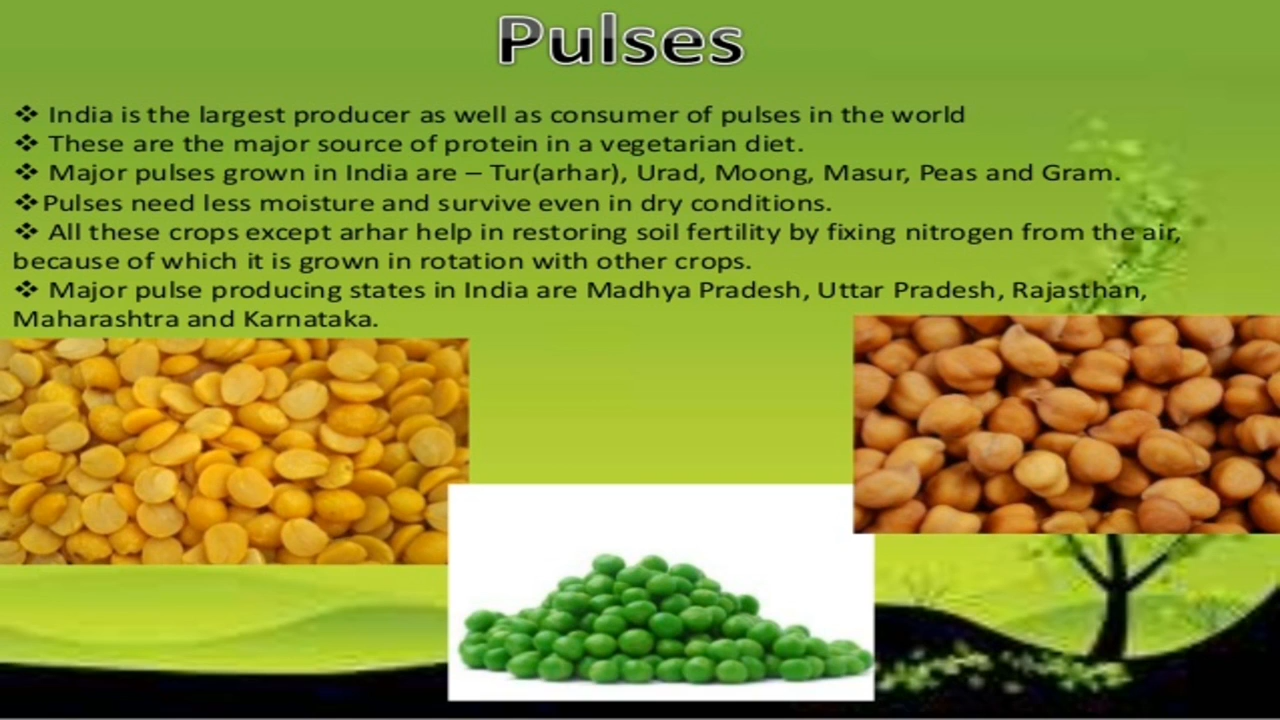 Pulses
❖ India is the largest producer as well as consumer of pulses in the world
❖ These are the major source of protein in a vegetarian diet.
❖ Major pulses grown in India are – Tur(arhar), Urad, Moong, Masur, Peas and Gram.
❖Pulses need less moisture and survive even in dry conditions.
❖ All these crops except arhar help in restoring soil fertility by fixing nitrogen from the air,
because of which it is grown in rotation with other crops.
❖ Major pulse producing states in India are Madhya Pradesh, Uttar Pradesh, Rajasthan,
Maharashtra and Karnataka.